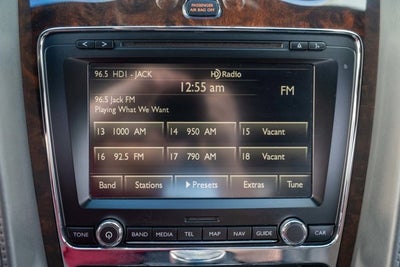 PASSENGER
AIR BAG OFF
96.5 HD1 - JACK HD Radio
12:55 am
FM
96.5 Jack FM
Playing What We Want
13 1000 AM 14 950 AM 15 Vacant
16 92.5 FM 17 790 AM 18 Vacant
Band Stations Presets Extras Tune
TONE BAND MEDIA TEL MAP NAV GUIDE CAR